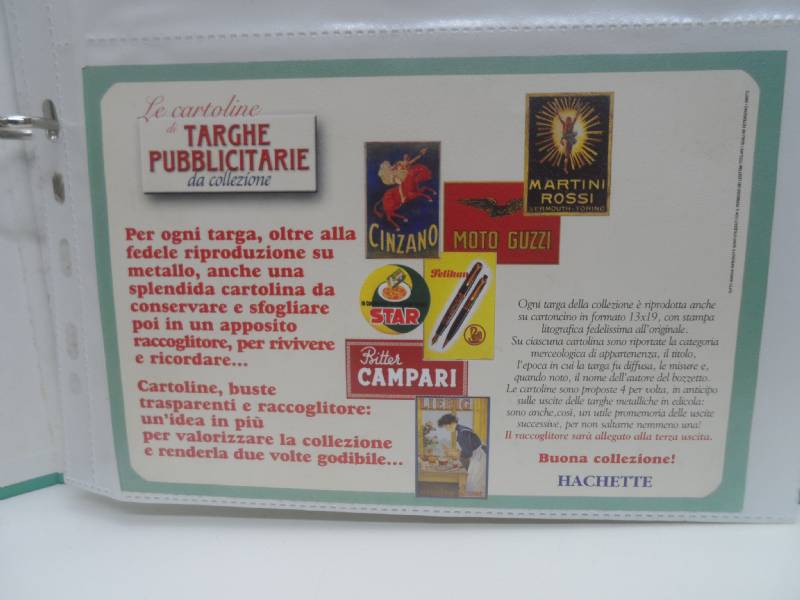 Le cartoline
di TARGHE
PUBBLICITARIE
da collezione
Per ogni targa, oltre alla
fedele riproduzione su
metallo, anche una
splendida cartolina da
conservare e sfogliare
poi in un apposito
raccoglitore, per rivivere
e ricordare...
Cartoline, buste
trasparenti e raccoglitore:
un'idea in più
per valorizzare la collezione
e renderla due volte godibile...
CINZANO
MARTINI
ROSSI
VERMOUTH-TORINO
MOTO GUZZI
STAR
Pelikan
Bitter
CAMPARI
LIEBIG
Ogni targa della collezione è riprodotta anche
su cartoncino in formato 13x19, con stampa
litografica fedelissima all'originale.
Su ciascuna cartolina sono riportate la categoria
merceologica di appartenenza, il titolo,
l'epoca in cui la targa fu diffusa, le misure e,
quando noto, il nome dell'autore del bozzetto.
Le cartoline sono proposte 4 per volta, in anticipo
sulle uscite delle targhe metalliche in edicola:
sono anche,così, un utile promemoria delle uscite
successive, per non saltarne nemmeno una!
Il raccoglitore sarà allegato alla terza uscita.
Buona collezione!
HACHETTE